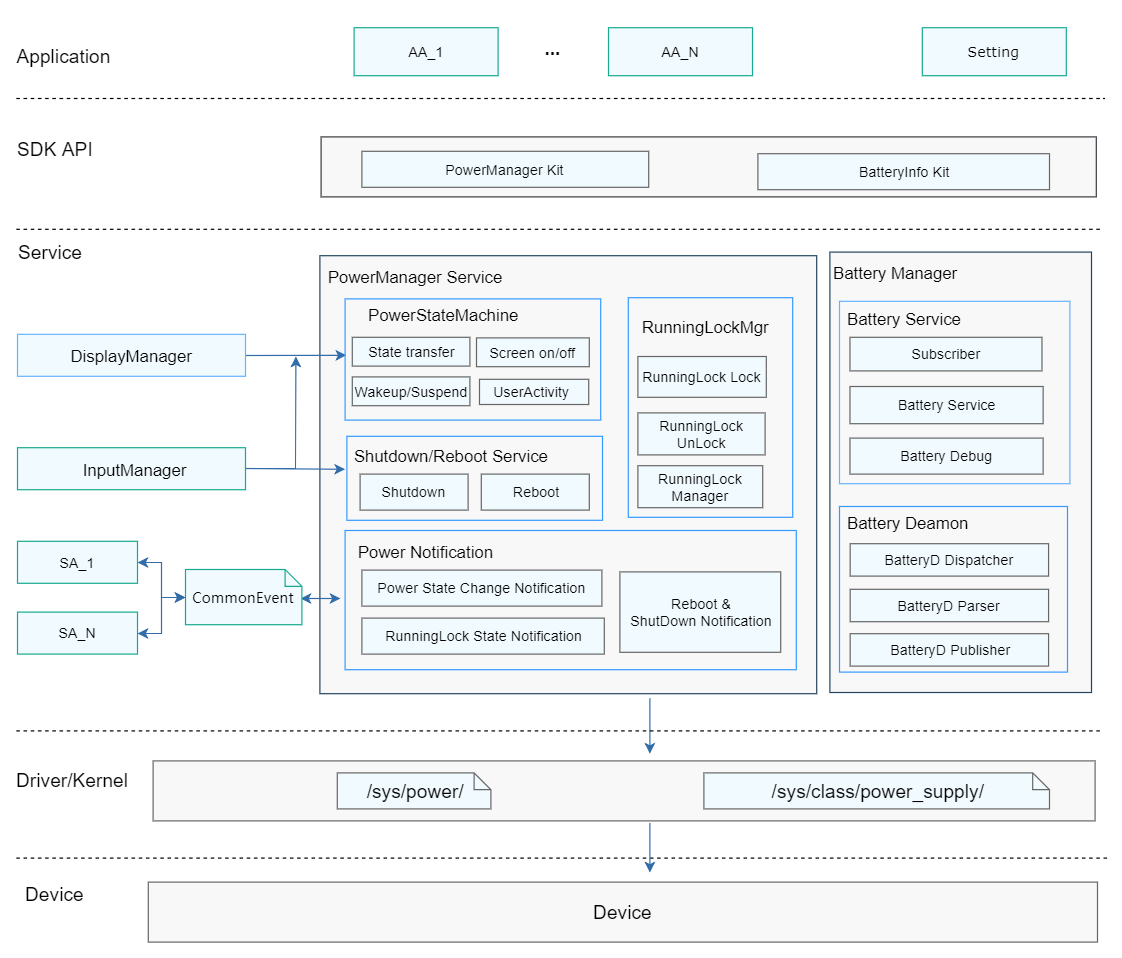 Application
AA_1
...
AA_N
Setting
SDK API
PowerManager Kit
BatteryInfo Kit
Service
PowerManager Service
PowerStateMachine
State transfer
Screen on/off
Wakeup/Suspend
UserActivity
RunningLockMgr
RunningLock Lock
RunningLock
UnLock
RunningLock
Manager
Shutdown/Reboot Service
Shutdown
Reboot
Power Notification
Power State Change Notification
RunningLock State Notification
Reboot &
ShutDown Notification
DisplayManager
InputManager
SA_1
SA_N
CommonEvent
Battery Manager
Battery Service
Subscriber
Battery Service
Battery Debug
Battery Deamon
BatteryD Dispatcher
BatteryD Parser
BatteryD Publisher
Driver/Kernel
/sys/power/
/sys/class/power_supply/
Device
Device